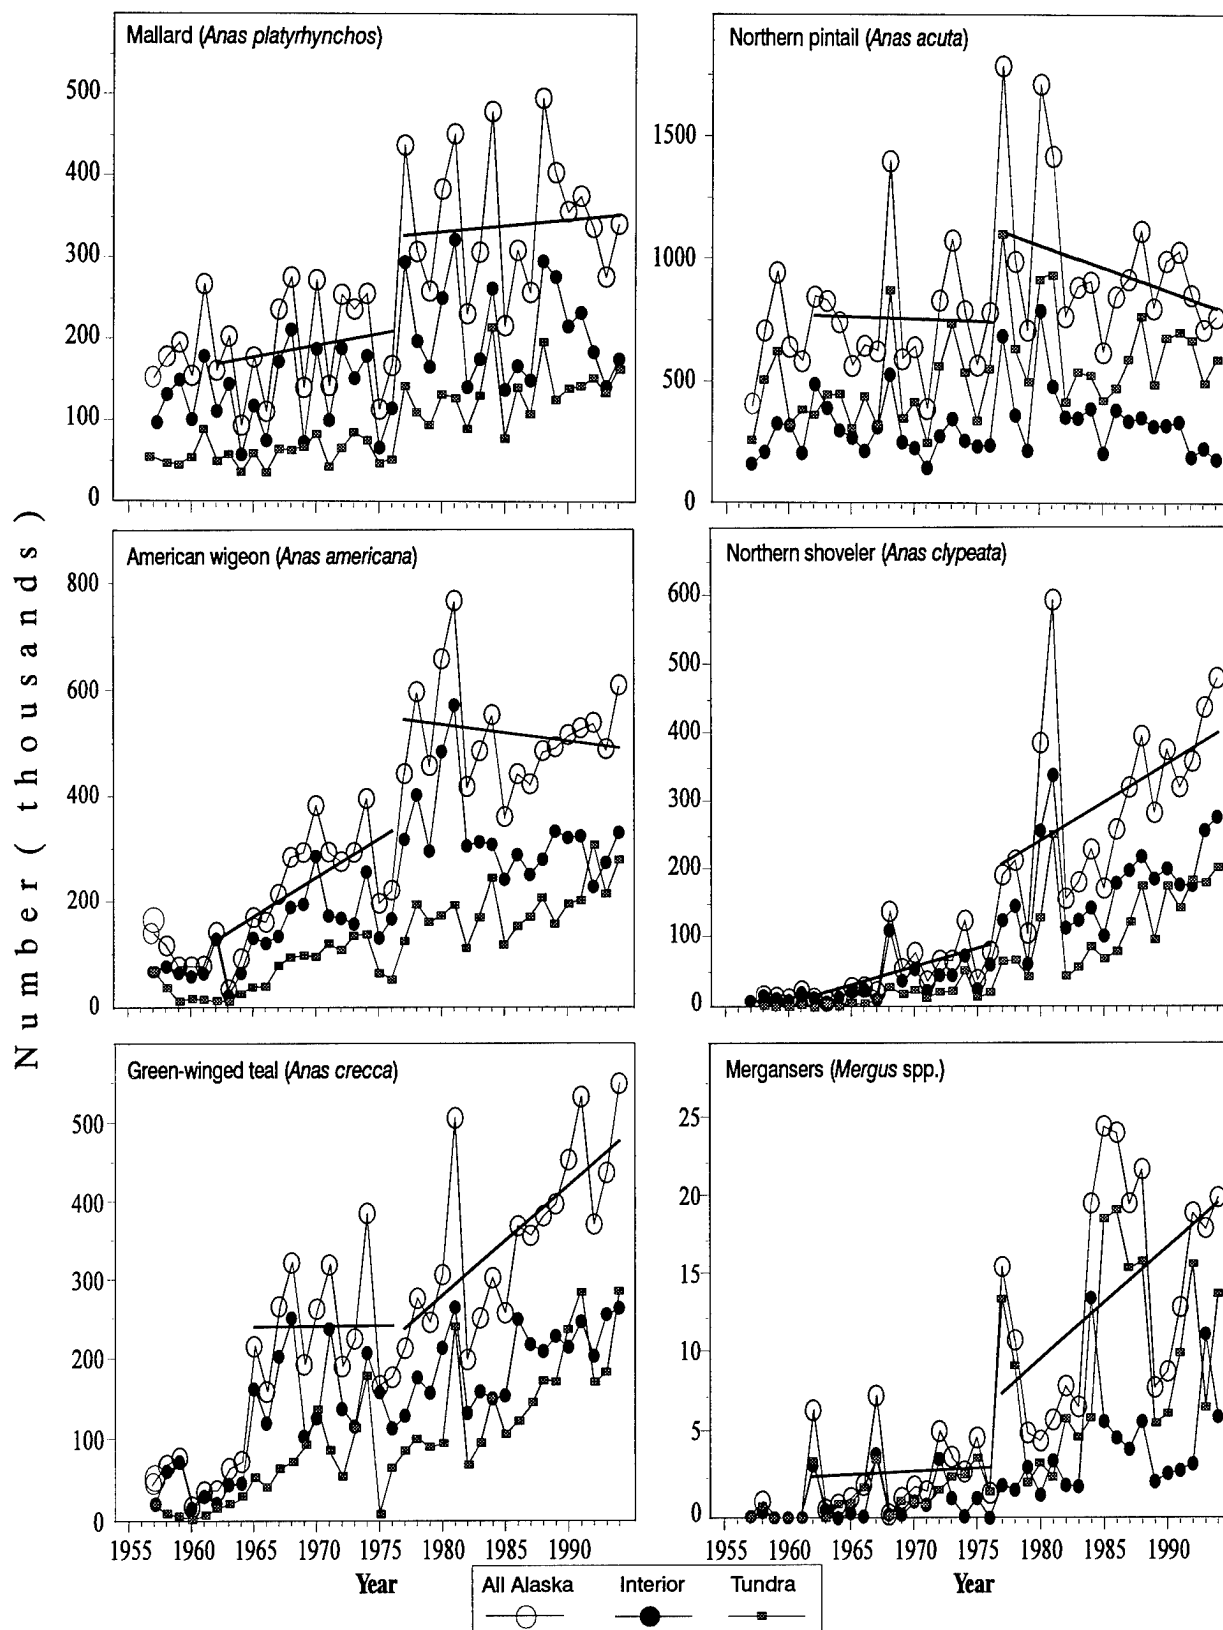 Number ( thousands )
Mallard (Anas platyrhynchos)
500
400
300
200
100
0
Northern pintail (Anas acuta)
1500
1000
500
0
American wigeon (Anas americana)
800
600
400
200
0
Northern shoveler (Anas clypeata)
600
500
400
300
200
100
0
Green-winged teal (Anas crecca)
500
400
300
200
100
0
1955 1960 1965 1970 1975 1980 1985 1990
Year
Mergansers (Mergus spp.)
25
20
15
10
5
0
1955 1960 1965 1970 1975 1980 1985 1990
Year
All Alaska Interior Tundra